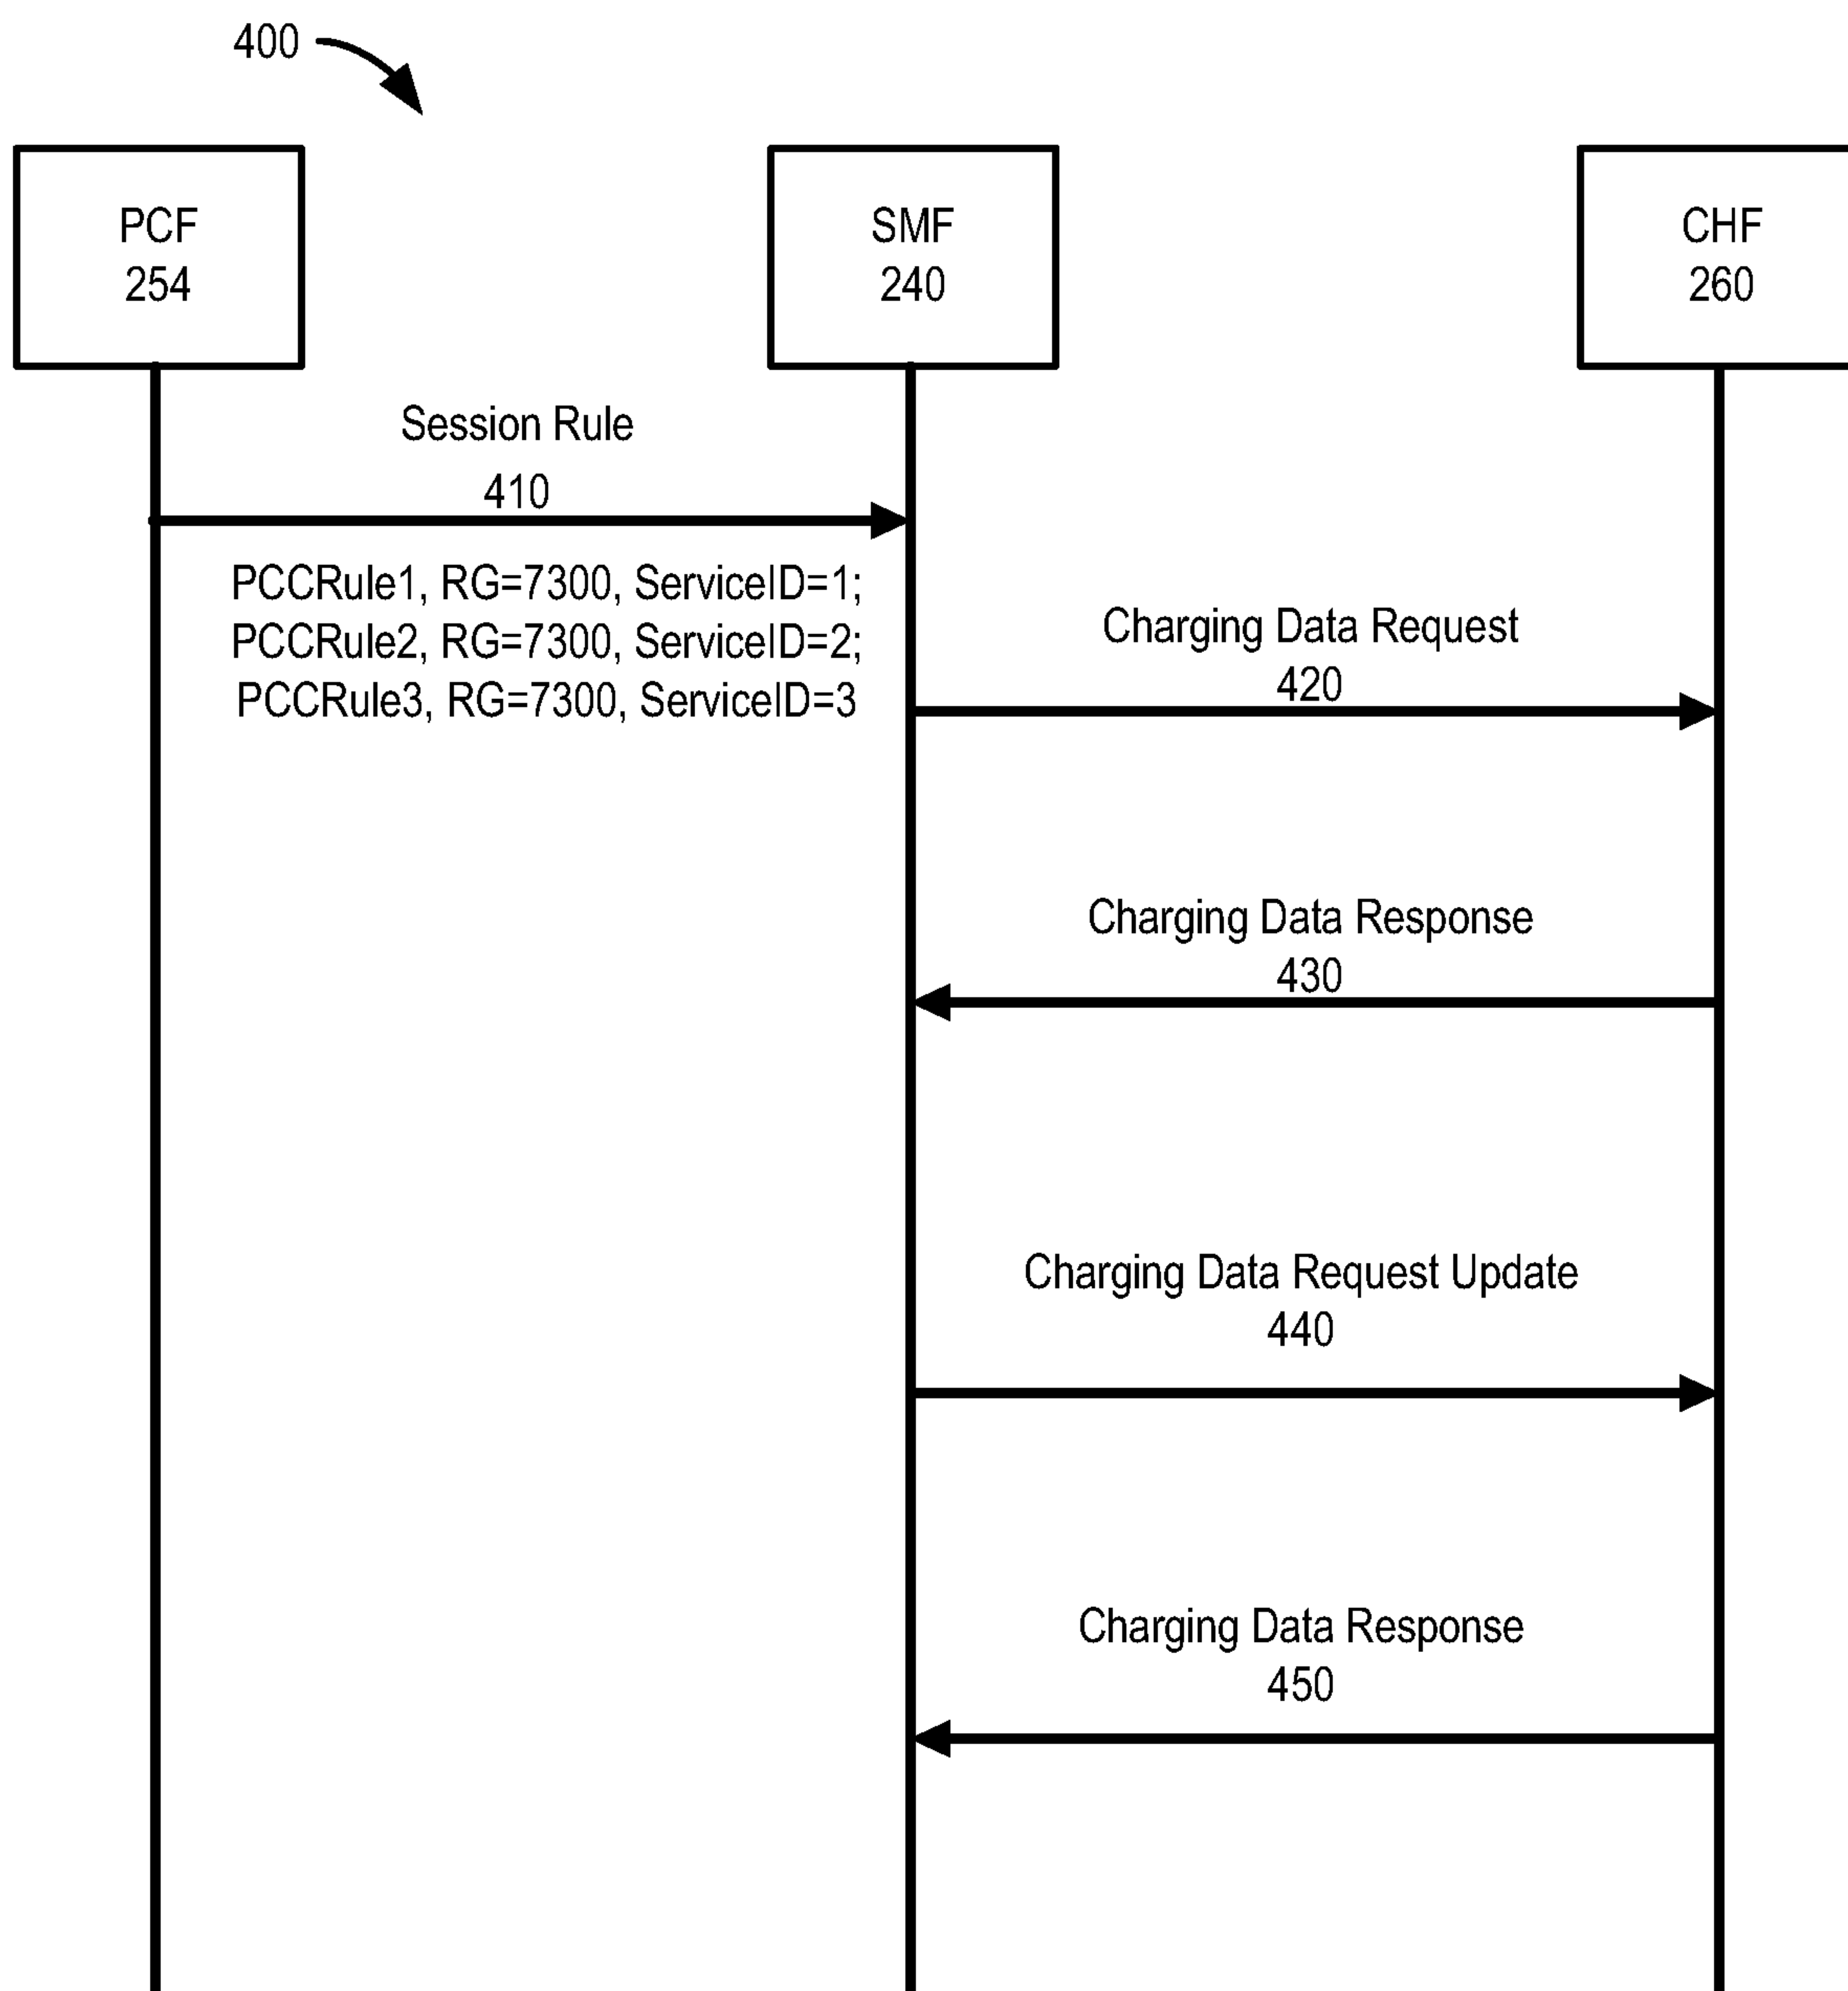 400
PCF
254
SMF
240
CHF
260
Session Rule
410
PCCRule1, RG=7300, ServiceID=1;
PCCRule2, RG=7300, ServiceID=2;
PCCRule3, RG=7300, ServiceID=3
Charging Data Request
420
Charging Data Response
430
Charging Data Request Update
440
Charging Data Response
450